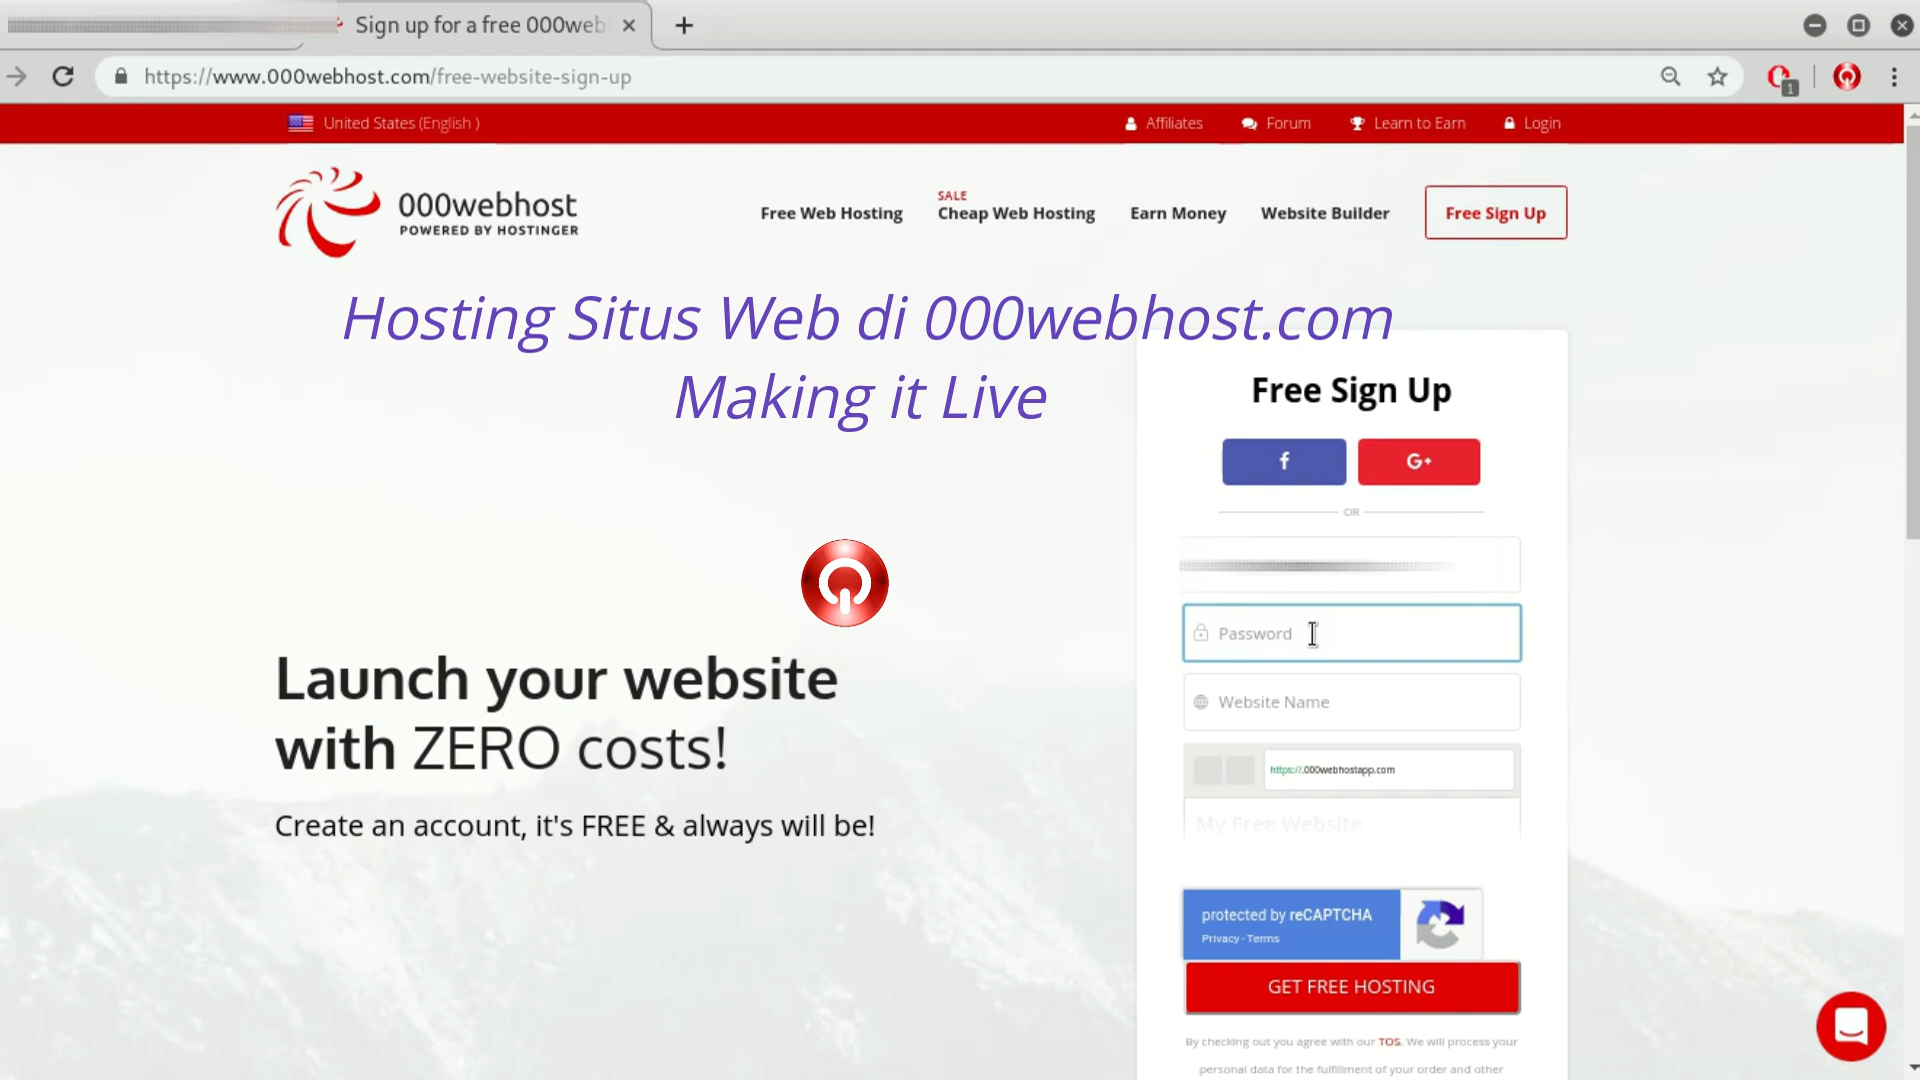 Sign up for a free 000web
https://www.000webhost.com/free-website-sign-up
1
United States (English )
Affiliates
Forum
Learn to Earn
Login
000webhost
POWERED BY HOSTINGER
Free Web Hosting
SALE
Cheap Web Hosting
Earn Money
Website Builder
Free Sign Up
Hosting Situs Web di 000webhost.com
Making it Live
Free Sign Up
f
G+
OR
Password
Website Name
https://.000webhostapp.com
My Free Website
Launch your website
with ZERO costs!
Create an account, it's FREE & always will be!
protected by reCAPTCHA
Privacy - Terms
GET FREE HOSTING
By checking out you agree with our TOS. We will process your
personal data for the fulfillment of your order and other